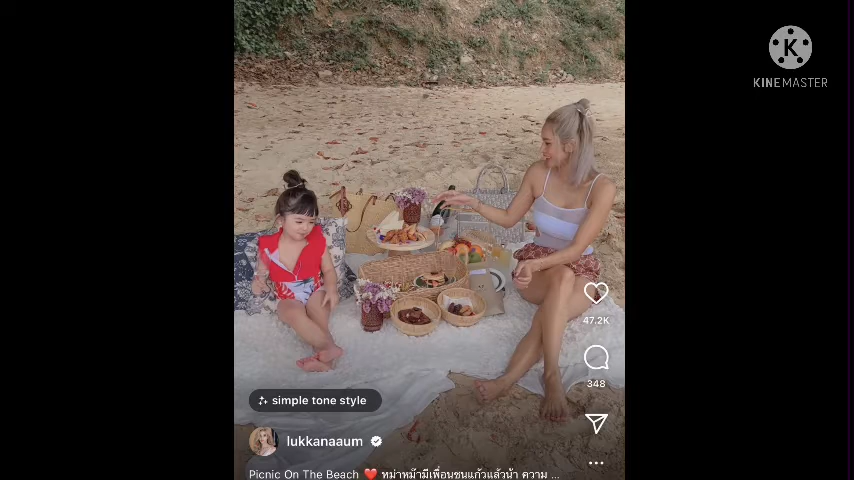 K
KINEMASTER
47.2K
348
simple tone style
lukkanaaum
Picnic On The Beach ❤️ หม่าหม๊ามีเพื่อนชนแก้วแล้วน้า ความ ...